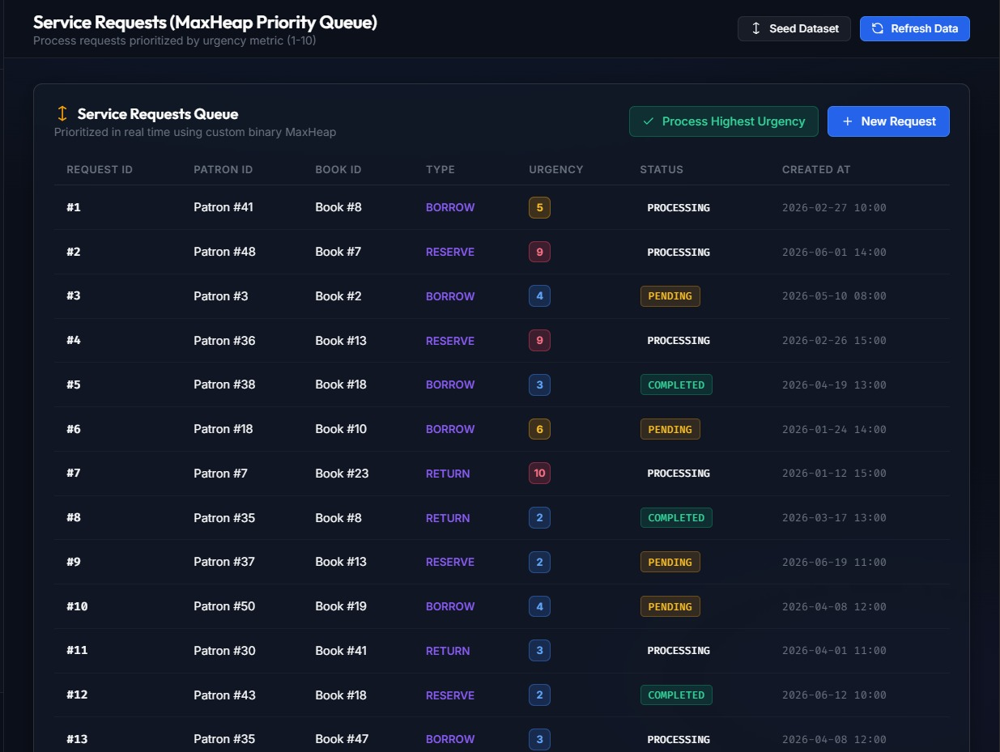 Service Requests (MaxHeap Priority Queue)
Process requests prioritized by urgency metric (1-10)
Seed Dataset
Refresh Data
Service Requests Queue
Prioritized in real time using custom binary MaxHeap
Process Highest Urgency
New Request
REQUEST ID PATRON ID BOOK ID TYPE URGENCY STATUS CREATED AT
#1 Patron #41 Book #8 BORROW 5 PROCESSING 2026-02-27 10:00
#2 Patron #48 Book #7 RESERVE 9 PROCESSING 2026-06-01 14:00
#3 Patron #3 Book #2 BORROW 4 PENDING 2026-05-10 08:00
#4 Patron #36 Book #13 RESERVE 9 PROCESSING 2026-02-26 15:00
#5 Patron #38 Book #18 BORROW 3 COMPLETED 2026-04-19 13:00
#6 Patron #18 Book #10 BORROW 6 PENDING 2026-01-24 14:00
#7 Patron #7 Book #23 RETURN 10 PROCESSING 2026-01-12 15:00
#8 Patron #35 Book #8 RETURN 2 COMPLETED 2026-03-17 13:00
#9 Patron #37 Book #13 RESERVE 2 PENDING 2026-06-19 11:00
#10 Patron #50 Book #19 BORROW 4 PENDING 2026-04-08 12:00
#11 Patron #30 Book #41 RETURN 3 PROCESSING 2026-04-01 11:00
#12 Patron #43 Book #18 RESERVE 2 COMPLETED 2026-06-12 10:00
#13 Patron #35 Book #47 BORROW 3 PROCESSING 2026-04-08 12:00